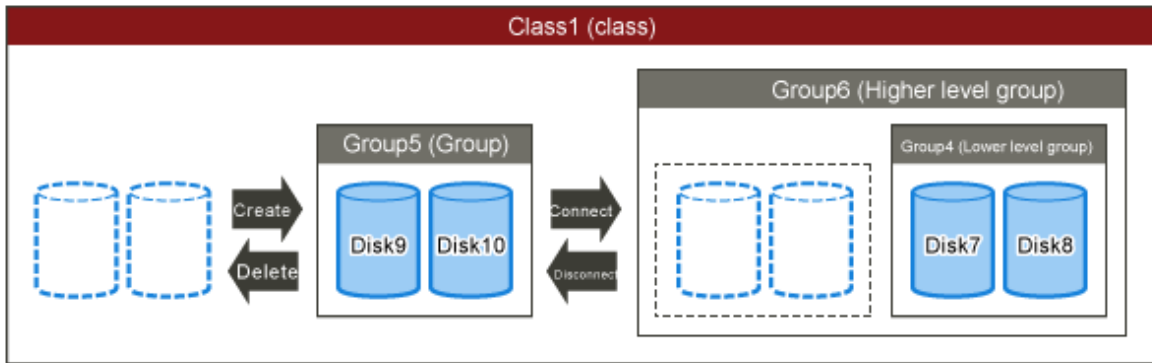 Class1 (class)
Group6 (Higher level group)
Group5 (Group)
Group4 (Lower level group)
Create
Connect
Disk9
Disk10
Disk7
Disk8
Delete
Disconnect